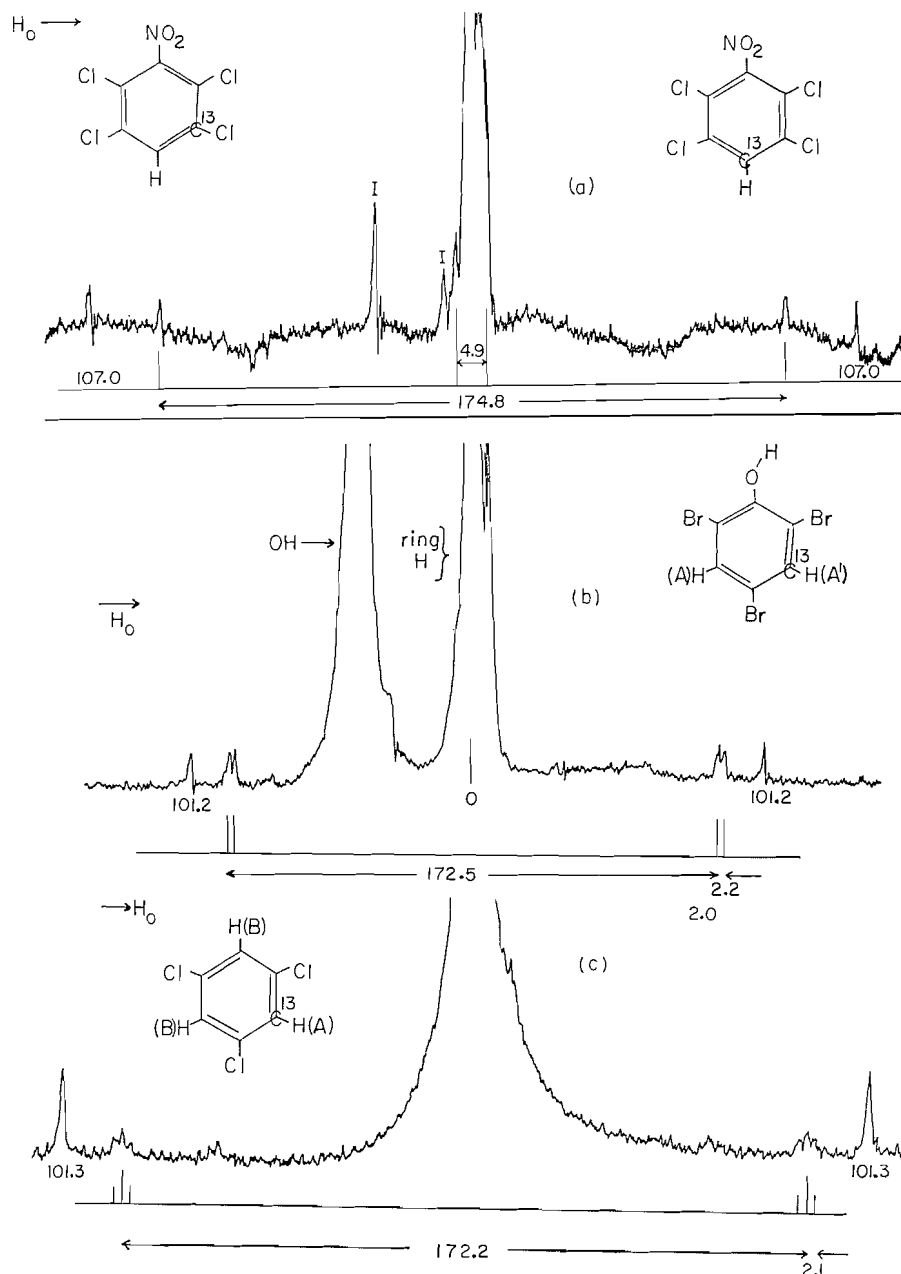 H₀ →
NO₂
Cl
Cl
Cl
13
C
Cl
H
NO₂
Cl
Cl
Cl
13
C
Cl
H
(a)
I
I
4.9
107.0
107.0
174.8
H
O
Br
Br
13
C
(A)H
H(A')
Br
OH →
ring
H
(b)
→
H₀
101.2
O
101.2
172.5
2.2
2.0
→H₀
H(B)
Cl
Cl
13
C
(B)H
H(A)
Cl
(c)
101.3
101.3
172.2
2.1